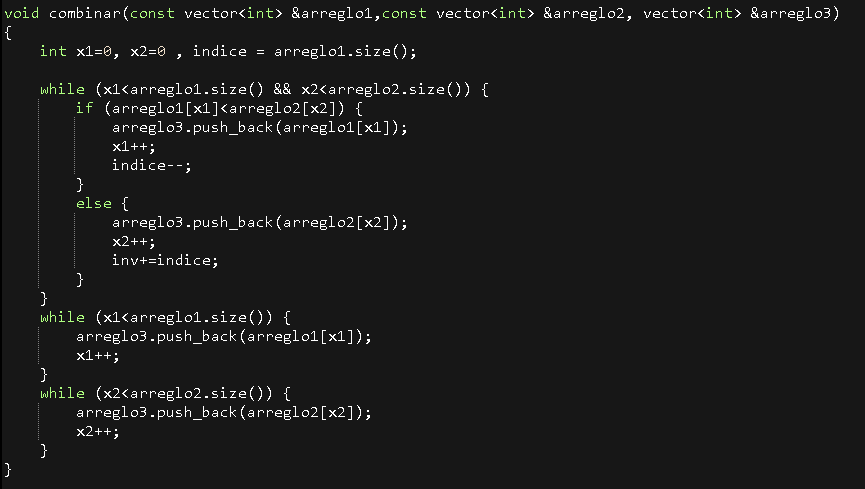 void combinar(const vector<int> &arreglo1,const vector<int> &arreglo2, vector<int> &arreglo3)
{
    int x1=0, x2=0 , indice = arreglo1.size();

    while (x1<arreglo1.size() && x2<arreglo2.size()) {
        if (arreglo1[x1]<arreglo2[x2]) {
            arreglo3.push_back(arreglo1[x1]);
            x1++;
            indice--;
        }
        else {
            arreglo3.push_back(arreglo2[x2]);
            x2++;
            inv+=indice;
        }
    }
    while (x1<arreglo1.size()) {
        arreglo3.push_back(arreglo1[x1]);
        x1++;
    }
    while (x2<arreglo2.size()) {
        arreglo3.push_back(arreglo2[x2]);
        x2++;
    }
}